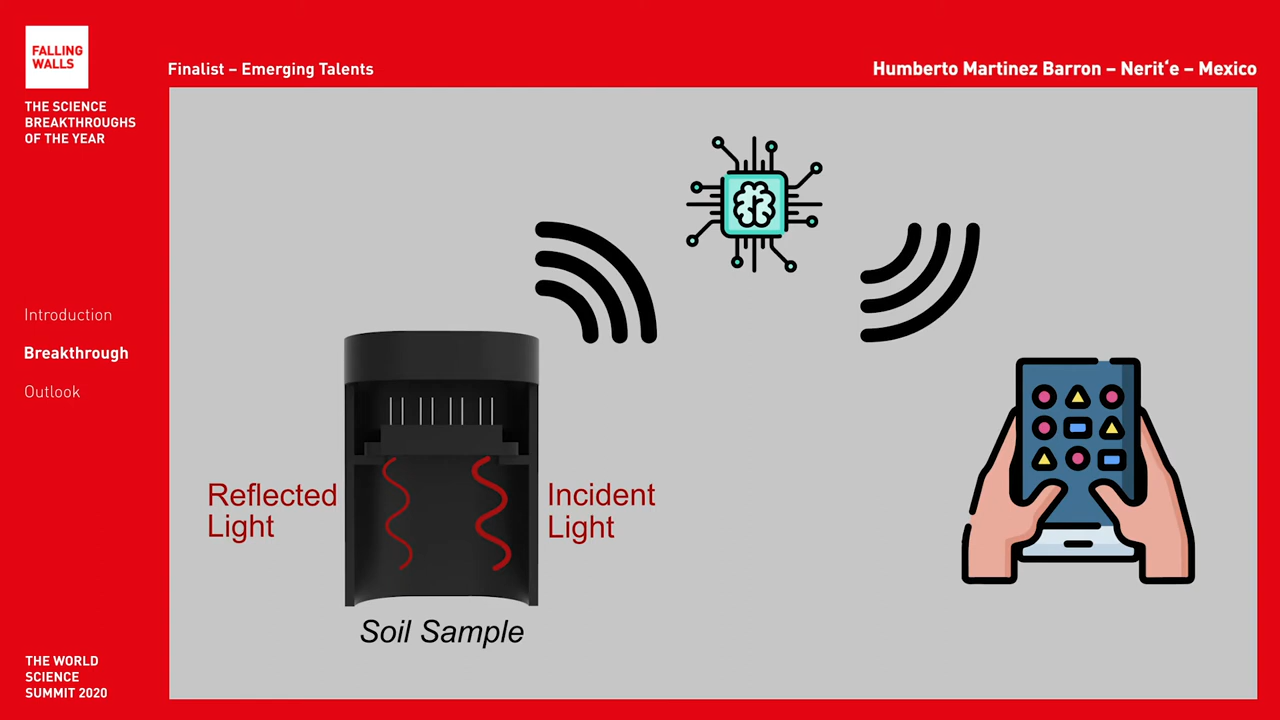 FALLING
WALLS
THE SCIENCE
BREAKTHROUGHS
OF THE YEAR
Finalist – Emerging Talents
Humberto Martinez Barron – Nerit‘e – Mexico
Introduction
Breakthrough
Outlook
Reflected
Light
Incident
Light
Soil Sample
THE WORLD
SCIENCE
SUMMIT 2020